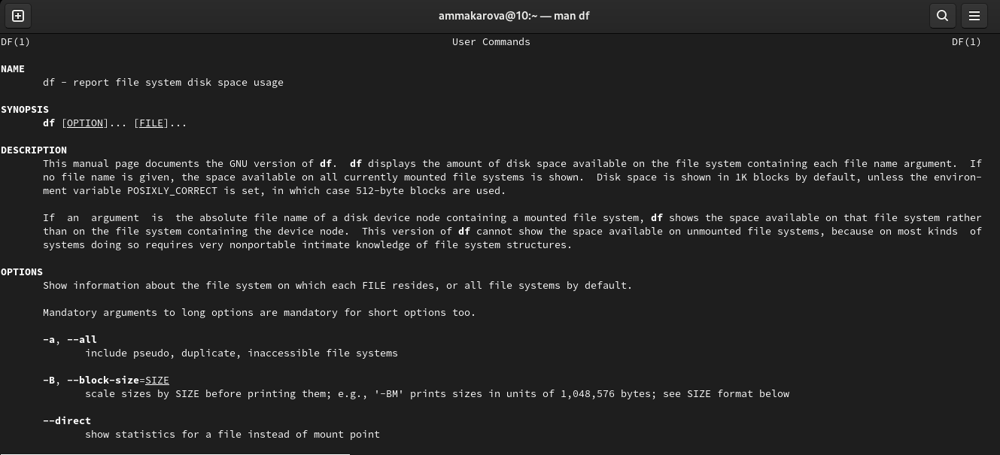 ammakarova@10:~ — man df
DF(1) User Commands DF(1)
NAME
df - report file system disk space usage
SYNOPSIS
df [OPTION]... [FILE]...
DESCRIPTION
This manual page documents the GNU version of df. df displays the amount of disk space available on the file system containing each file name argument. If
no file name is given, the space available on all currently mounted file systems is shown. Disk space is shown in 1K blocks by default, unless the environ-
ment variable POSIXLY_CORRECT is set, in which case 512-byte blocks are used.
If an argument is the absolute file name of a disk device node containing a mounted file system, df shows the space available on that file system rather
than on the file system containing the device node. This version of df cannot show the space available on unmounted file systems, because on most kinds of
systems doing so requires very nonportable intimate knowledge of file system structures.
OPTIONS
Show information about the file system on which each FILE resides, or all file systems by default.
Mandatory arguments to long options are mandatory for short options too.
-a, --all
include pseudo, duplicate, inaccessible file systems
-B, --block-size=SIZE
scale sizes by SIZE before printing them; e.g., '-BM' prints sizes in units of 1,048,576 bytes; see SIZE format below
--direct
show statistics for a file instead of mount point